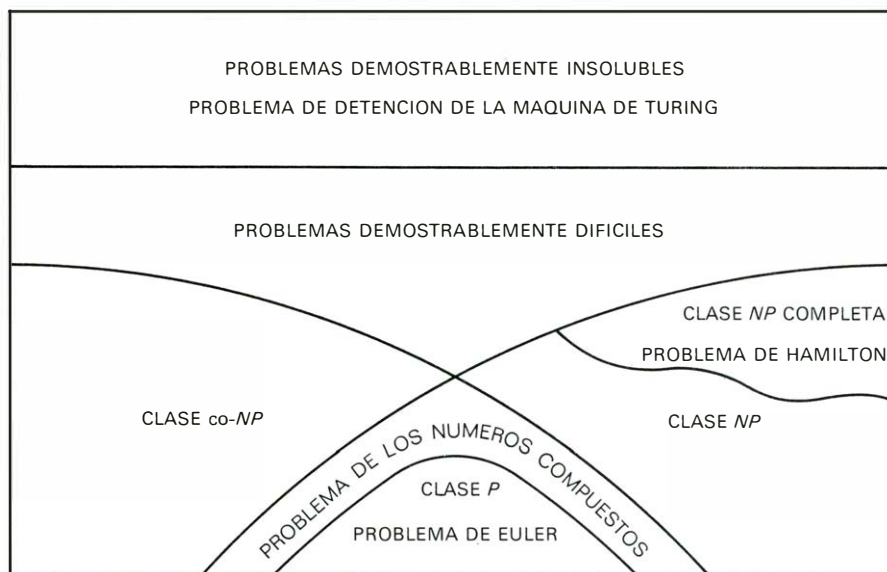 PROBLEMAS DEMOSTRABLEMENTE INSOLUBLES
PROBLEMA DE DETENCION DE LA MAQUINA DE TURING
PROBLEMAS DEMOSTRABLEMENTE DIFICILES
CLASE NP COMPLETA
PROBLEMA DE HAMILTON
CLASE co-NP
CLASE NP
PROBLEMA DE LOS NUMEROS COMPUESTOS
CLASE P
PROBLEMA DE EULER